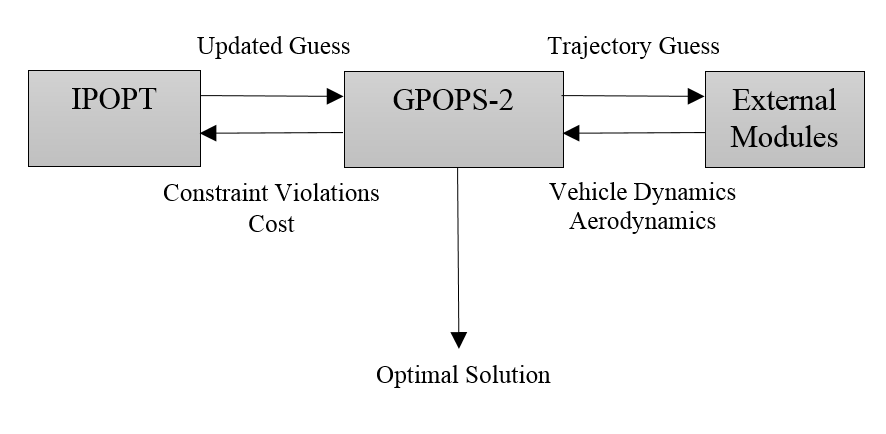 Updated Guess
Trajectory Guess
IPOPT
GPOPS-2
External
Modules
Constraint Violations
Cost
Vehicle Dynamics
Aerodynamics
Optimal Solution